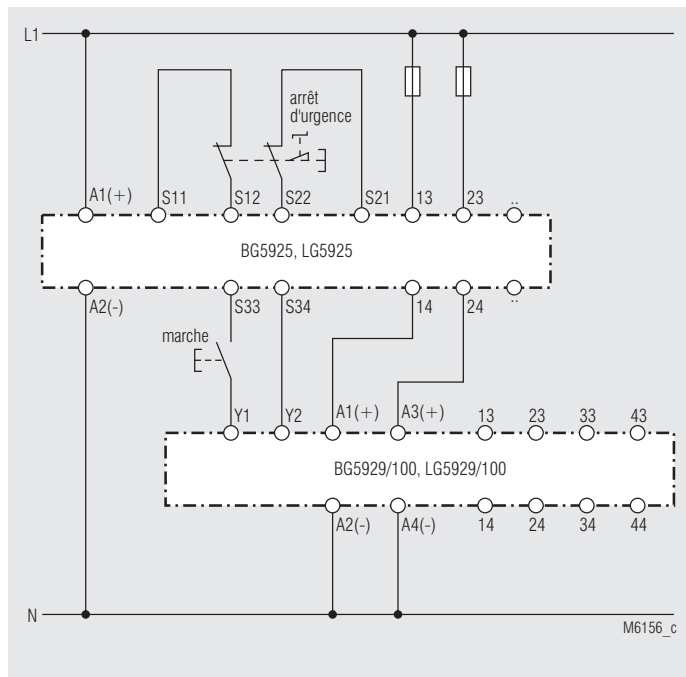 L1
arrêt
d'urgence
A1(+) S11 S12 S22 S21 13 23 ..
BG5925, LG5925
A2(-) S33 S34 14 24 ..
marche
Y1 Y2 A1(+) A3(+) 13 23 33 43
BG5929/100, LG5929/100
A2(-) A4(-) 14 24 34 44
N
M6156_c